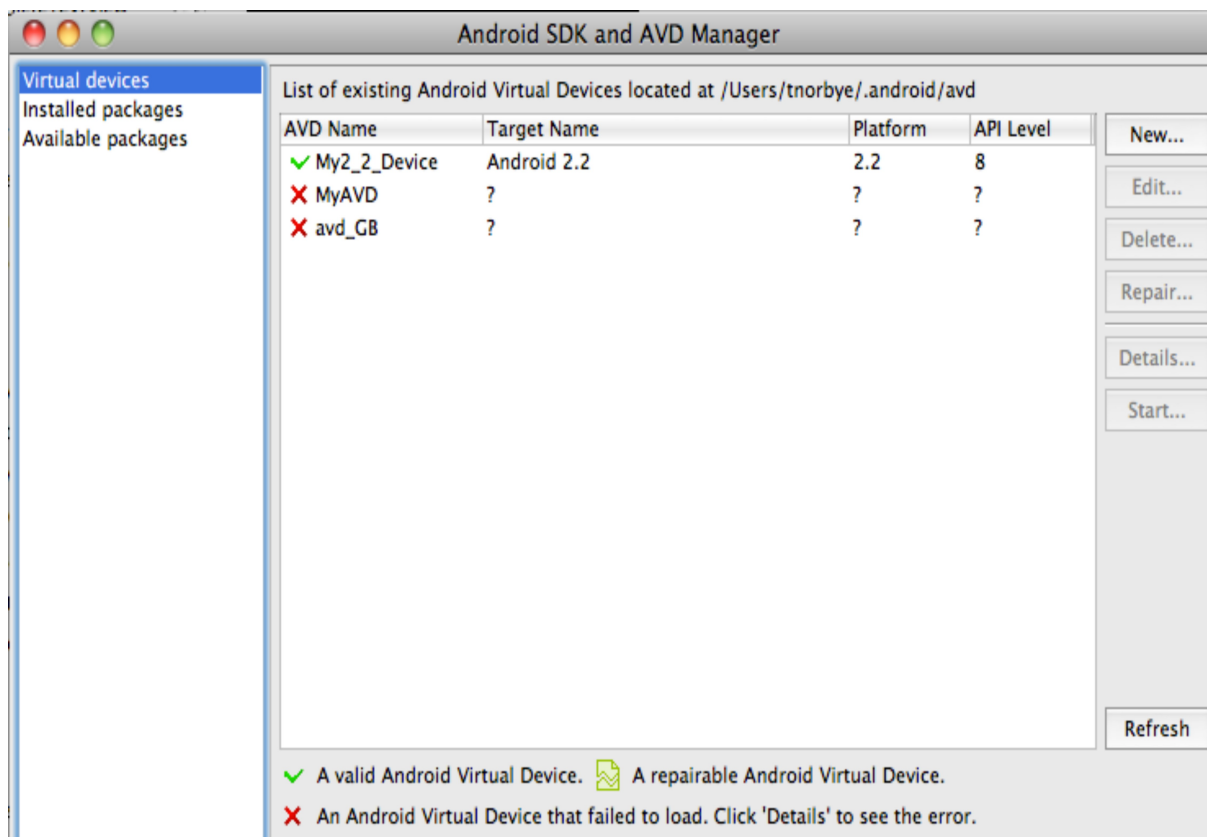 Android SDK and AVD Manager
Virtual devices
Installed packages
Available packages
List of existing Android Virtual Devices located at /Users/tnorbye/.android/avd
AVD Name Target Name Platform API Level
My2_2_Device Android 2.2 2.2 8
MyAVD ? ? ?
avd_GB ? ? ?
New...
Edit...
Delete...
Repair...
Details...
Start...
Refresh
A valid Android Virtual Device. A repairable Android Virtual Device.
An Android Virtual Device that failed to load. Click 'Details' to see the error.